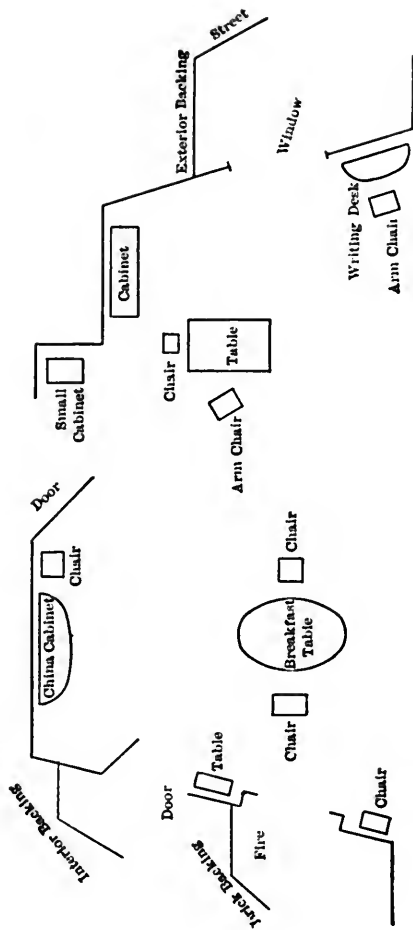 Interior Backing
China Cabinet
Door
Chair
Small
Cabinet
Cabinet
Exterior Backing
Street
Door
Table
Chair
Table
Arm Chair
Window
Backing
Fire
Chair
Breakfast
Table
Chair
Writing Desk
Arm Chair
Chair